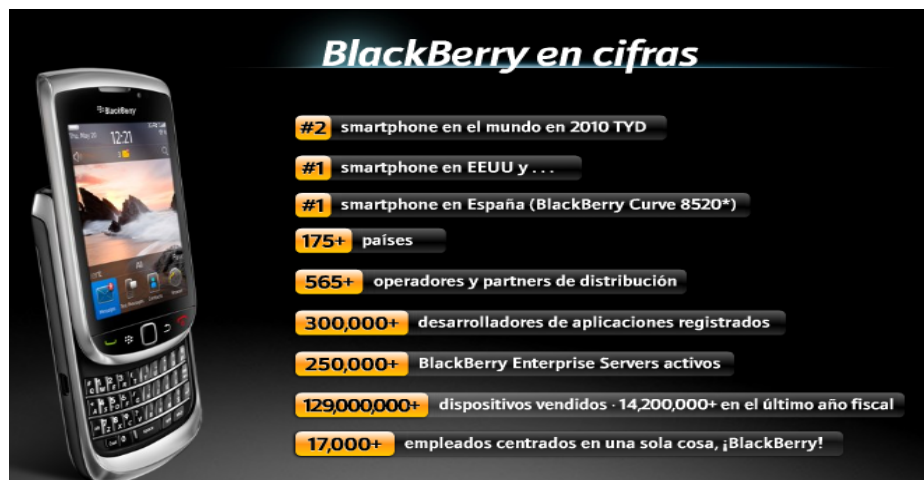 BlackBerry en cifras
BlackBerry
Thu, May 20
12:21
#2 smartphone en el mundo en 2010 TYD
#1 smartphone en EEUU y . . .
#1 smartphone en España (BlackBerry Curve 8520*)
175+ países
565+ operadores y partners de distribución
300,000+ desarrolladores de aplicaciones registrados
250,000+ BlackBerry Enterprise Servers activos
129,000,000+ dispositivos vendidos · 14,200,000+ en el último año fiscal
17,000+ empleados centrados en una sola cosa, ¡BlackBerry!